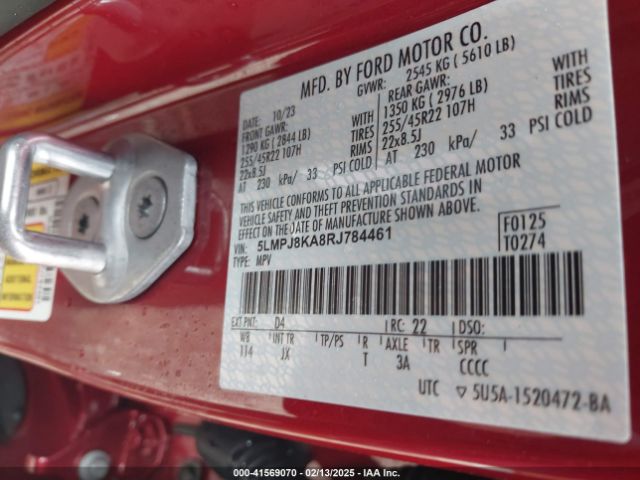 MFD. BY FORD MOTOR CO.
DATE: 10/23 GVWR: 2545 KG ( 5610 LB)
FRONT GAWR: REAR GAWR:
1290 KG ( 2844 LB) WITH 1350 KG ( 2976 LB) WITH
255/45R22 107H TIRES 255/45R22 107H TIRES
22x8.5J RIMS 22x8.5J RIMS
AT 230 kPa/ 33 PSI COLD AT 230 kPa/ 33 PSI COLD
THIS VEHICLE CONFORMS TO ALL APPLICABLE FEDERAL MOTOR
VEHICLE SAFETY AND THEFT PREVENTION STANDARDS IN
EFFECT ON THE DATE OF MANUFACTURE SHOWN ABOVE.
VIN: 5LMPJ8KA8RJ784461 F0125
TYPE: MPV T0274
EXT PNT: D4 RC: 22 DSO:
WB INT TR TP/PS R AXLE TR SPR
114 JX T 3A CCCC
UTC ▽ 5U5A-1520472-BA
ADDITIONAL
INFORMATION
000-41569070 - 02/13/2025 - IAA Inc.